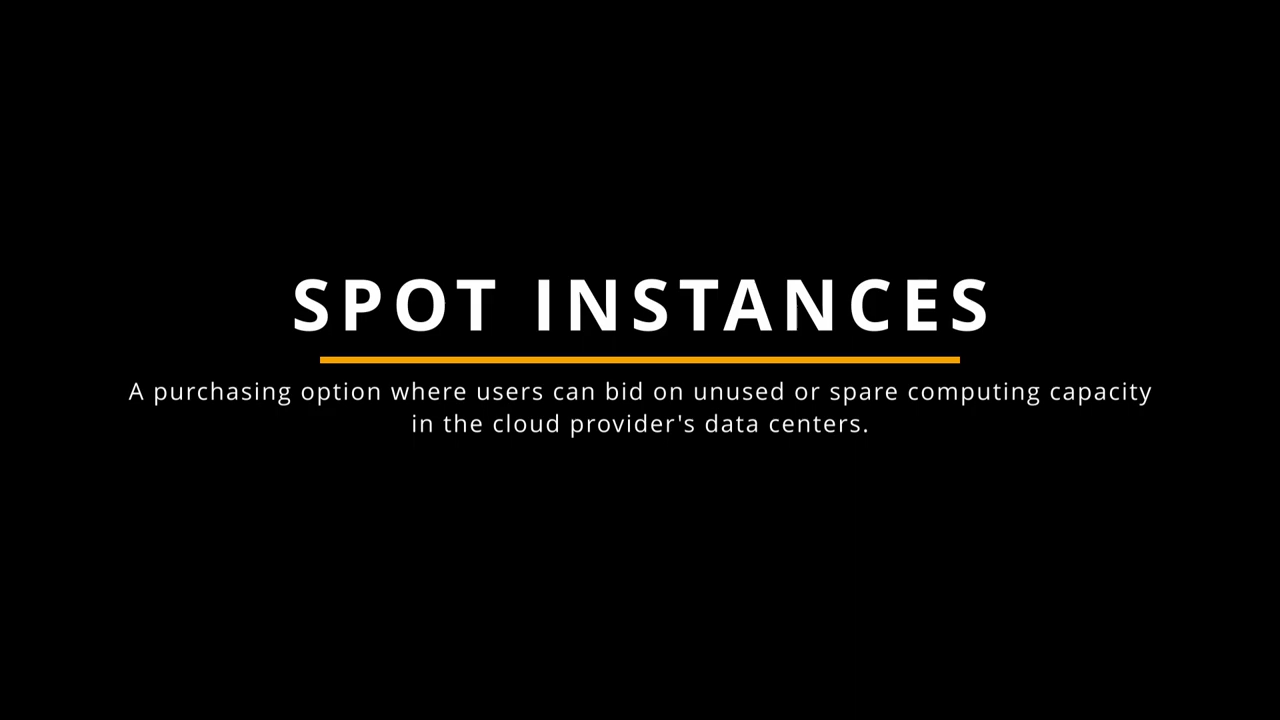 SPOT INSTANCES
A purchasing option where users can bid on unused or spare computing capacity
in the cloud provider's data centers.